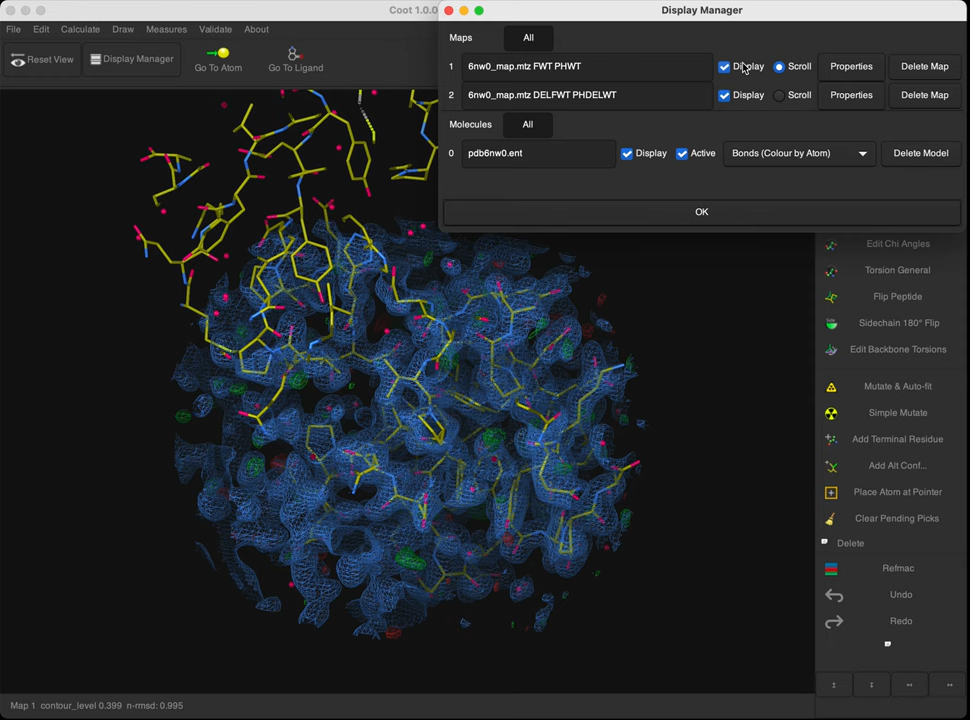 Coot 1.0.0
Display Manager
File Edit Calculate Draw Measures Validate About
Reset View
Display Manager
Go To Atom
Go To Ligand
Maps
All
1 6nw0_map.mtz FWT PHWT Display Scroll Properties Delete Map
2 6nw0_map.mtz DELFWT PHDELWT Display Scroll Properties Delete Map
Molecules
All
0 pdb6nw0.ent Display Active Bonds (Colour by Atom) Delete Model
OK
Edit Chi Angles
Torsion General
Flip Peptide
Sidechain 180° Flip
Edit Backbone Torsions
Mutate & Auto-fit
Simple Mutate
Add Terminal Residue
Add Alt Conf...
Place Atom at Pointer
Clear Pending Picks
Delete
Refmac
Undo
Redo
Map 1 contour_level 0.399 n-rmsd: 0.995